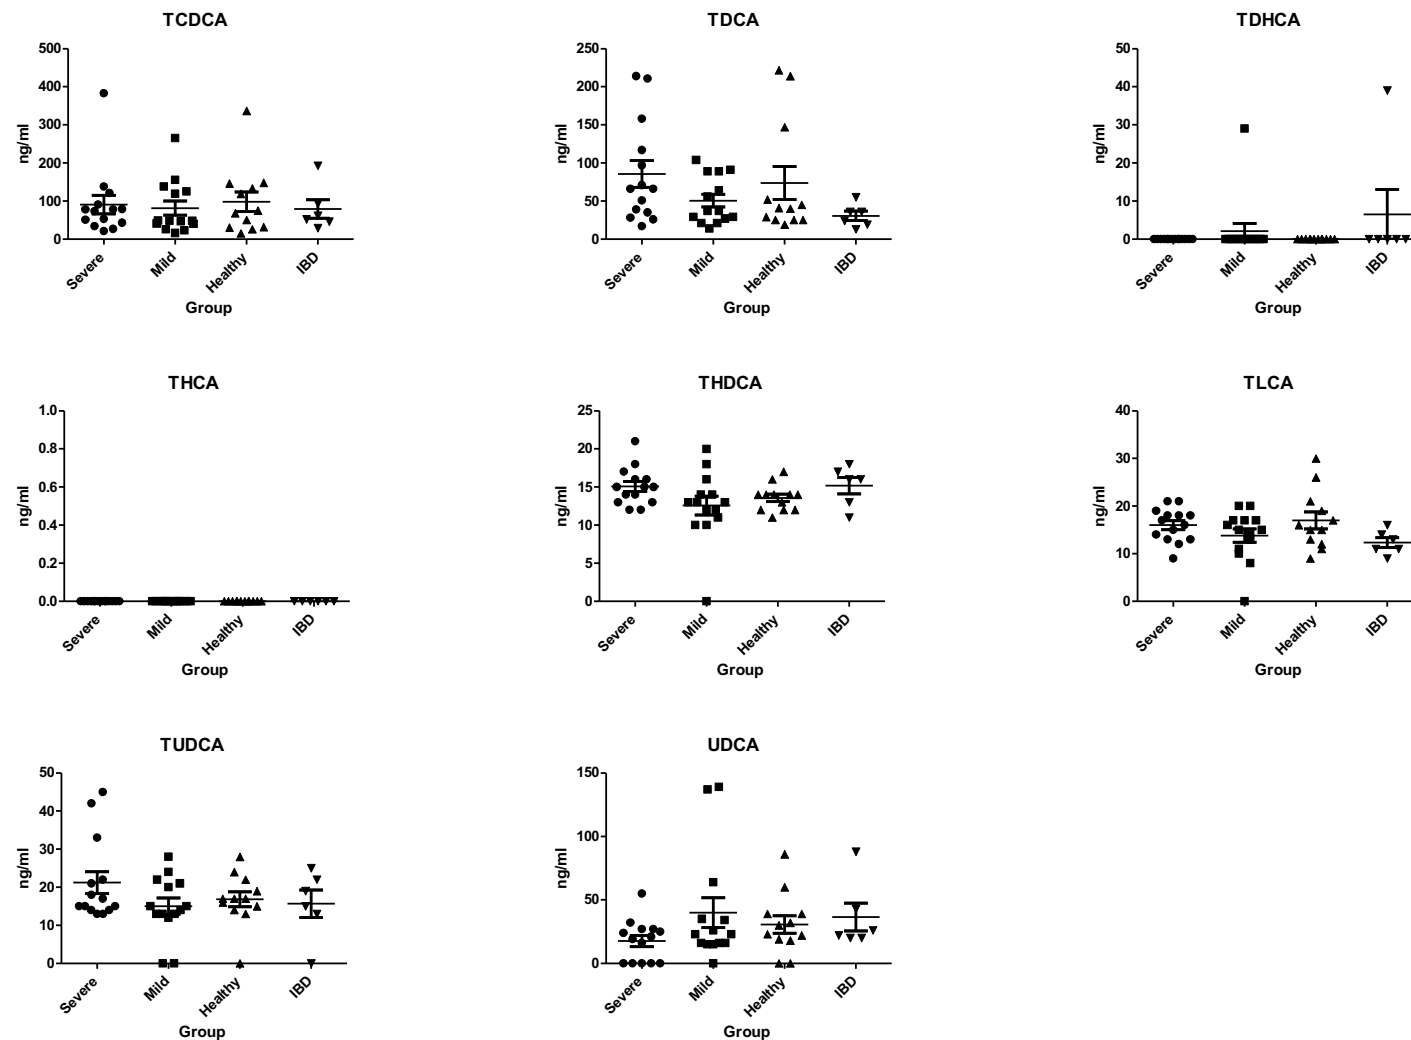 TCDCA
500
400
300
200
100
0
ng/ml
Severe
Mild
Healthy
IBD
Group
TDCA
250
200
150
100
50
0
ng/ml
Severe
Mild
Healthy
IBD
Group
TDHCA
50
40
30
20
10
0
ng/ml
Severe
Mild
Healthy
IBD
Group
THCA
1.0
0.8
0.6
0.4
0.2
0.0
ng/ml
Severe
Mild
Healthy
IBD
Group
THDCA
25
20
15
10
5
0
ng/ml
Severe
Mild
Healthy
IBD
Group
TLCA
40
30
20
10
0
ng/ml
Severe
Mild
Healthy
IBD
Group
TUDCA
50
40
30
20
10
0
ng/ml
Severe
Mild
Healthy
IBD
Group
UDCA
150
100
50
0
ng/ml
Severe
Mild
Healthy
IBD
Group